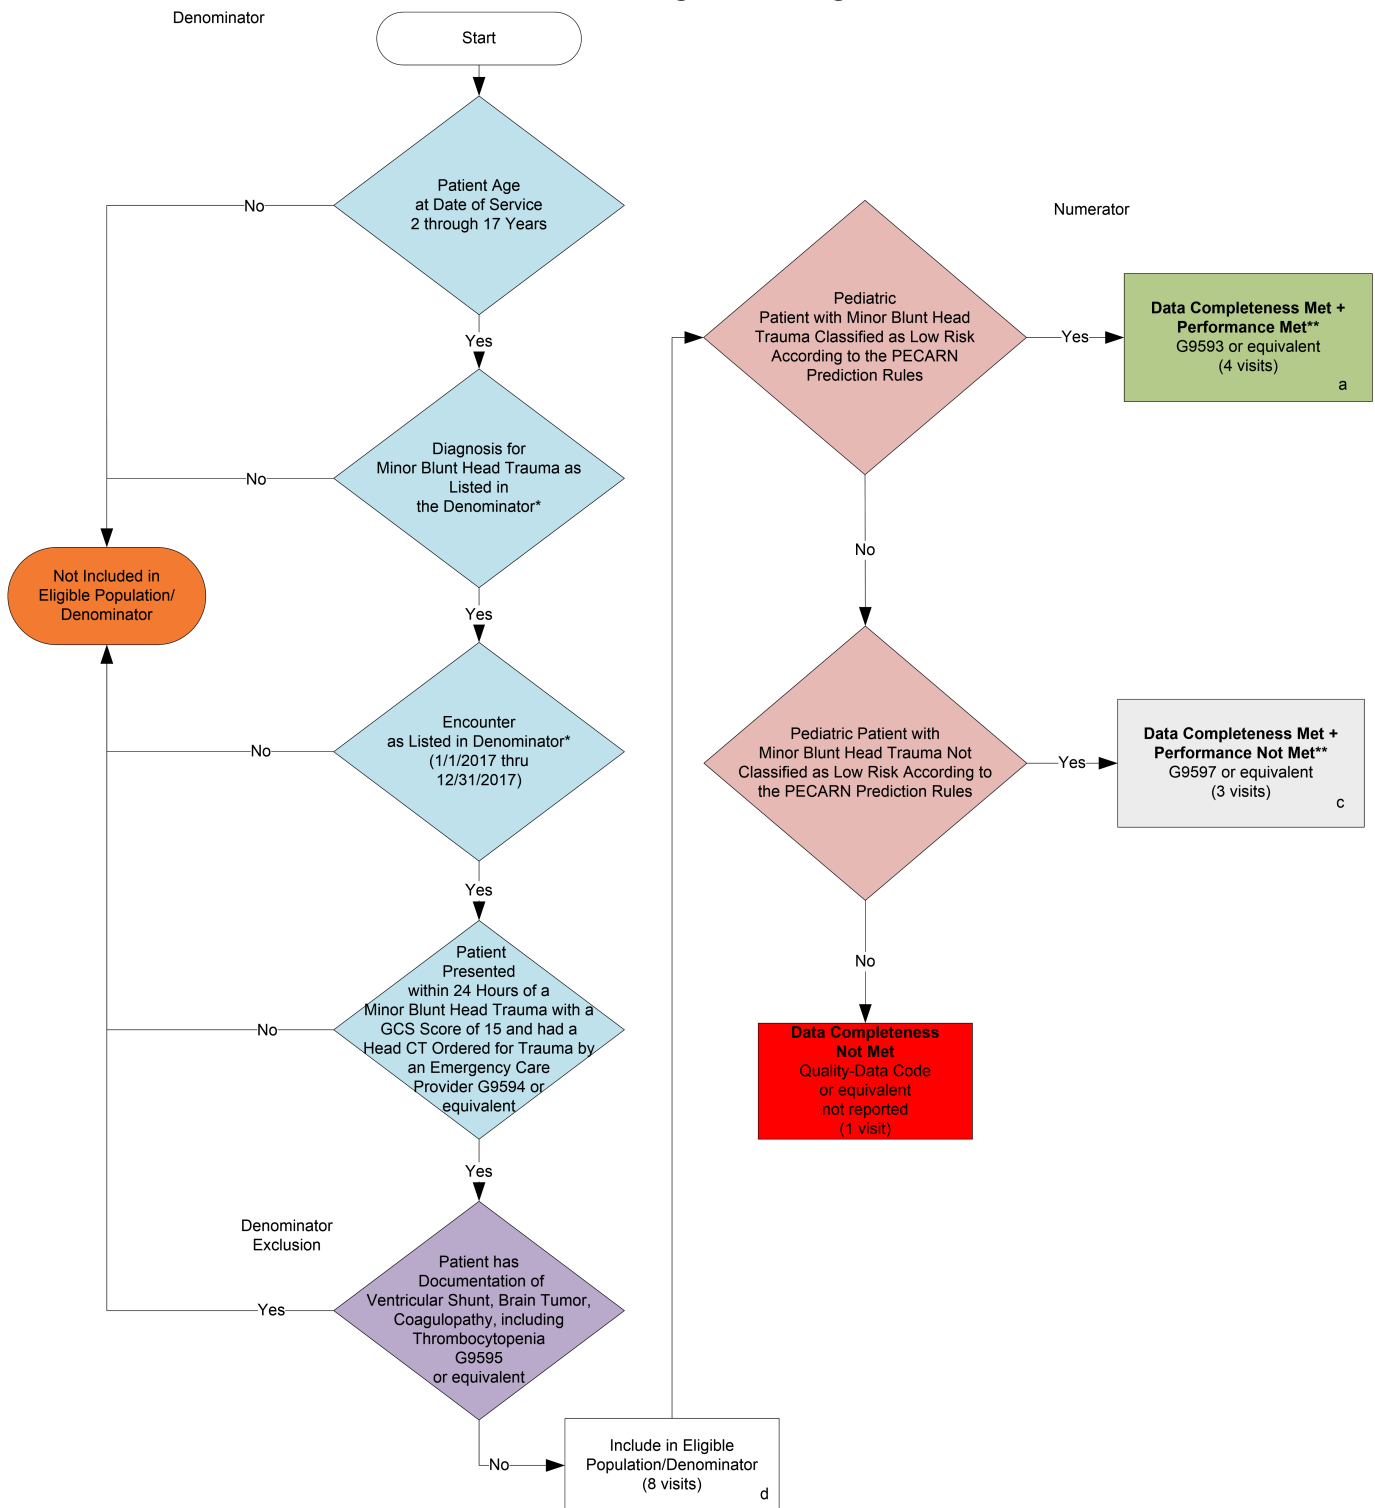 Denominator
Start
Patient Age
at Date of Service
2 through 17 Years
No
Yes
Diagnosis for
Minor Blunt Head Trauma as
Listed in
the Denominator*
No
Yes
Not Included in
Eligible Population/
Denominator
Encounter
as Listed in Denominator*
(1/1/2017 thru
12/31/2017)
No
Yes
Patient
Presented
within 24 Hours of a
Minor Blunt Head Trauma with a
GCS Score of 15 and had a
Head CT Ordered for Trauma by
an Emergency Care
Provider G9594 or
equivalent
No
Yes
Denominator
Exclusion
Patient has
Documentation of
Ventricular Shunt, Brain Tumor,
Coagulopathy, including
Thrombocytopenia
G9595
or equivalent
Yes
No
Include in Eligible
Population/Denominator
(8 visits)
d
Numerator
Pediatric
Patient with Minor Blunt Head
Trauma Classified as Low Risk
According to the PECARN
Prediction Rules
Yes
Data Completeness Met +
Performance Met**
G9593 or equivalent
(4 visits)
a
No
Pediatric Patient with
Minor Blunt Head Trauma Not
Classified as Low Risk According to
the PECARN Prediction Rules
Yes
Data Completeness Met +
Performance Not Met**
G9597 or equivalent
(3 visits)
c
No
Data Completeness
Not Met
Quality-Data Code
or equivalent
not reported
(1 visit)